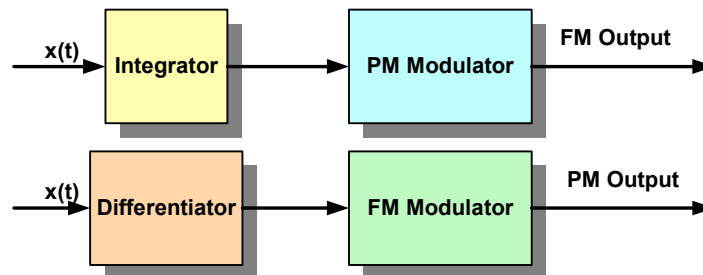 x(t)
Integrator
PM Modulator
FM Output
x(t)
Differentiator
FM Modulator
PM Output